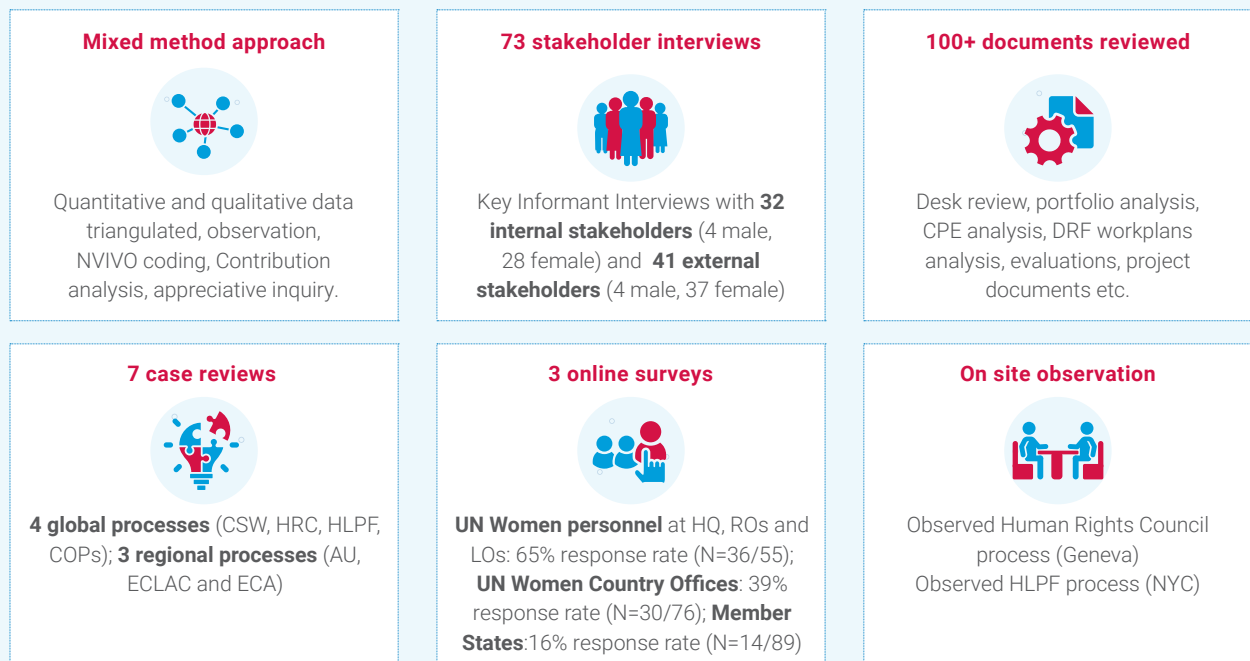 Mixed method approach
Quantitative and qualitative data
triangulated, observation,
NVIVO coding, Contribution
analysis, appreciative inquiry.
73 stakeholder interviews
Key Informant Interviews with 32
internal stakeholders (4 male,
28 female) and 41 external
stakeholders (4 male, 37 female)
100+ documents reviewed
Desk review, portfolio analysis,
CPE analysis, DRF workplans
analysis, evaluations, project
documents etc.
7 case reviews
4 global processes (CSW, HRC, HLPF,
COPs); 3 regional processes (AU,
ECLAC and ECA)
3 online surveys
UN Women personnel at HQ, ROs and
LOs: 65% response rate (N=36/55);
UN Women Country Offices: 39%
response rate (N=30/76); Member
States:16% response rate (N=14/89)
On site observation
Observed Human Rights Council
process (Geneva)
Observed HLPF process (NYC)